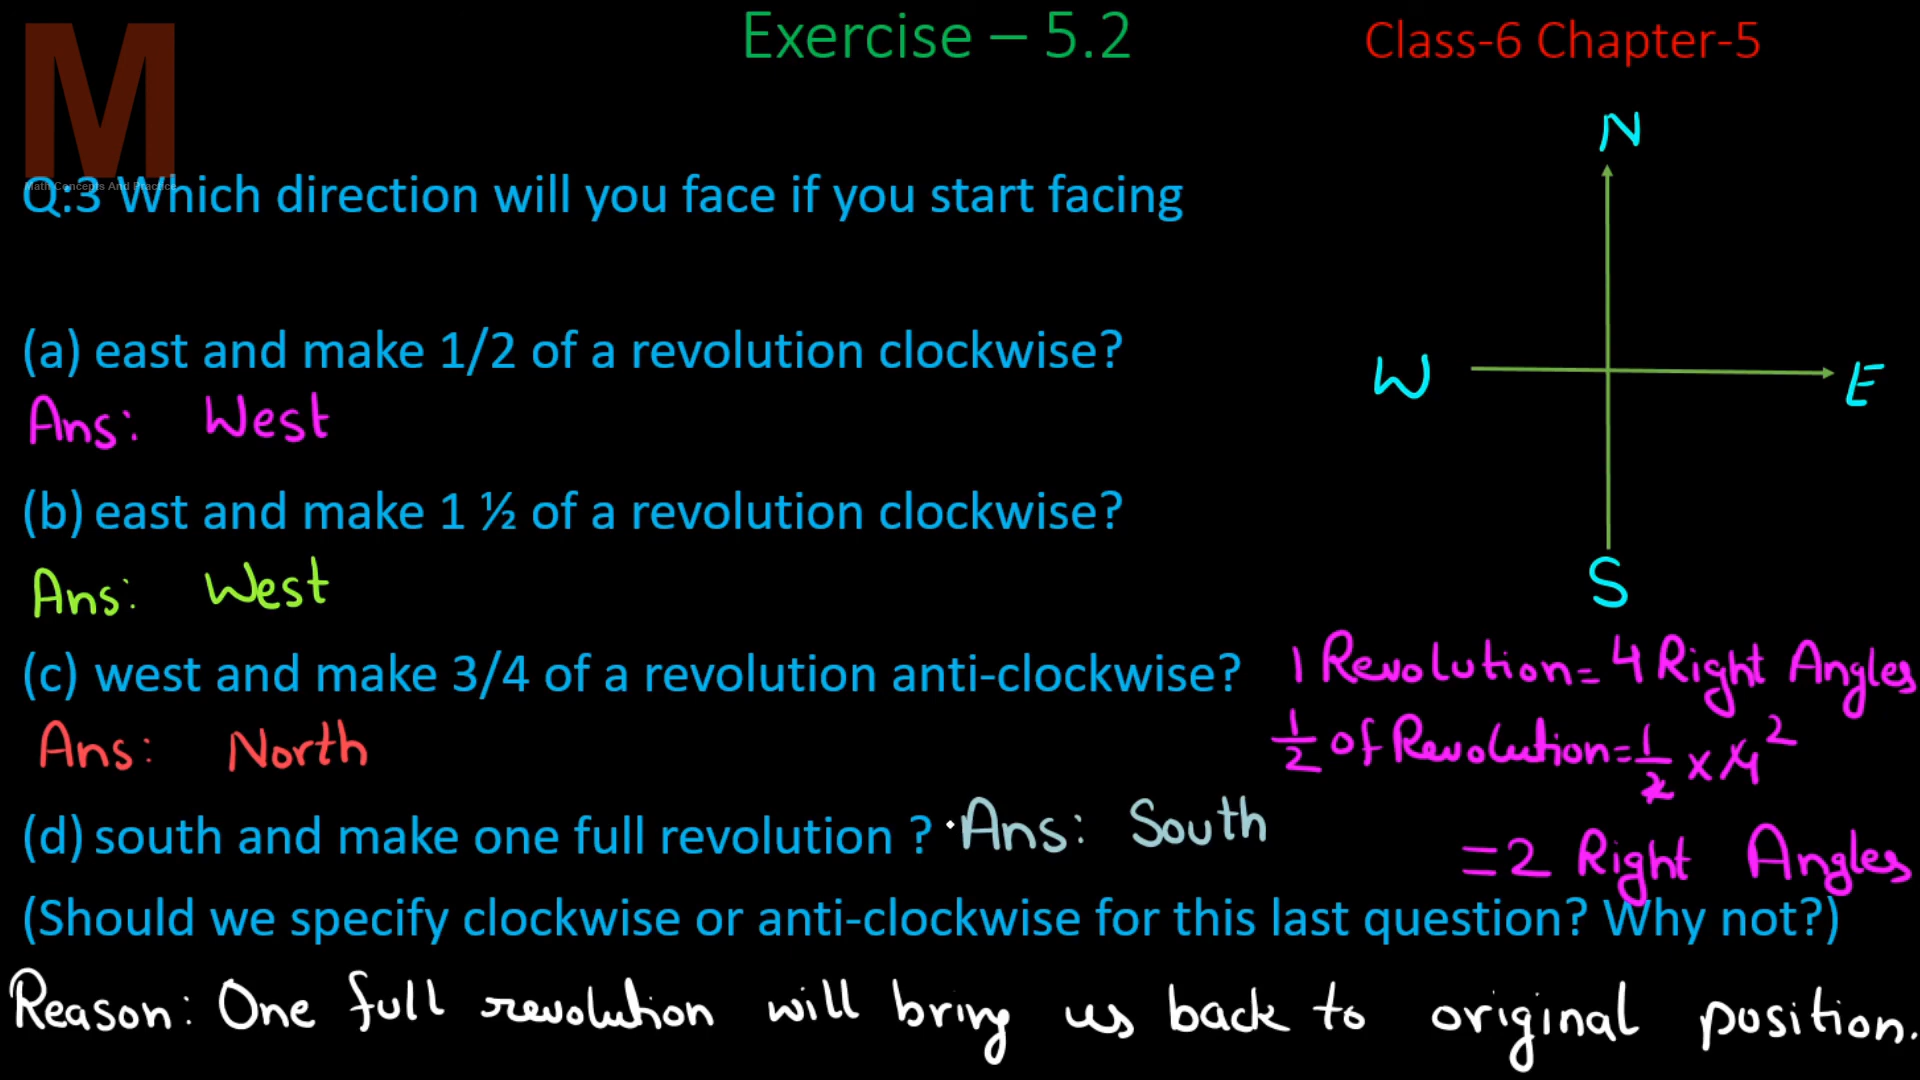 Exercise – 5.2
Class-6 Chapter-5
M
Math Concepts And Practice
Q:3 Which direction will you face if you start facing
N
W
E
S
(a) east and make 1/2 of a revolution clockwise?
Ans: West
(b) east and make 1 ½ of a revolution clockwise?
Ans: West
(c) west and make 3/4 of a revolution anti-clockwise?
Ans: North
(d) south and make one full revolution ? Ans: South
1 Revolution = 4 Right Angles
1/2 of Revolution = 1/2 x 4 2
= 2 Right Angles
(Should we specify clockwise or anti-clockwise for this last question? Why not?)
Reason: One full revolution will bring us back to original position.